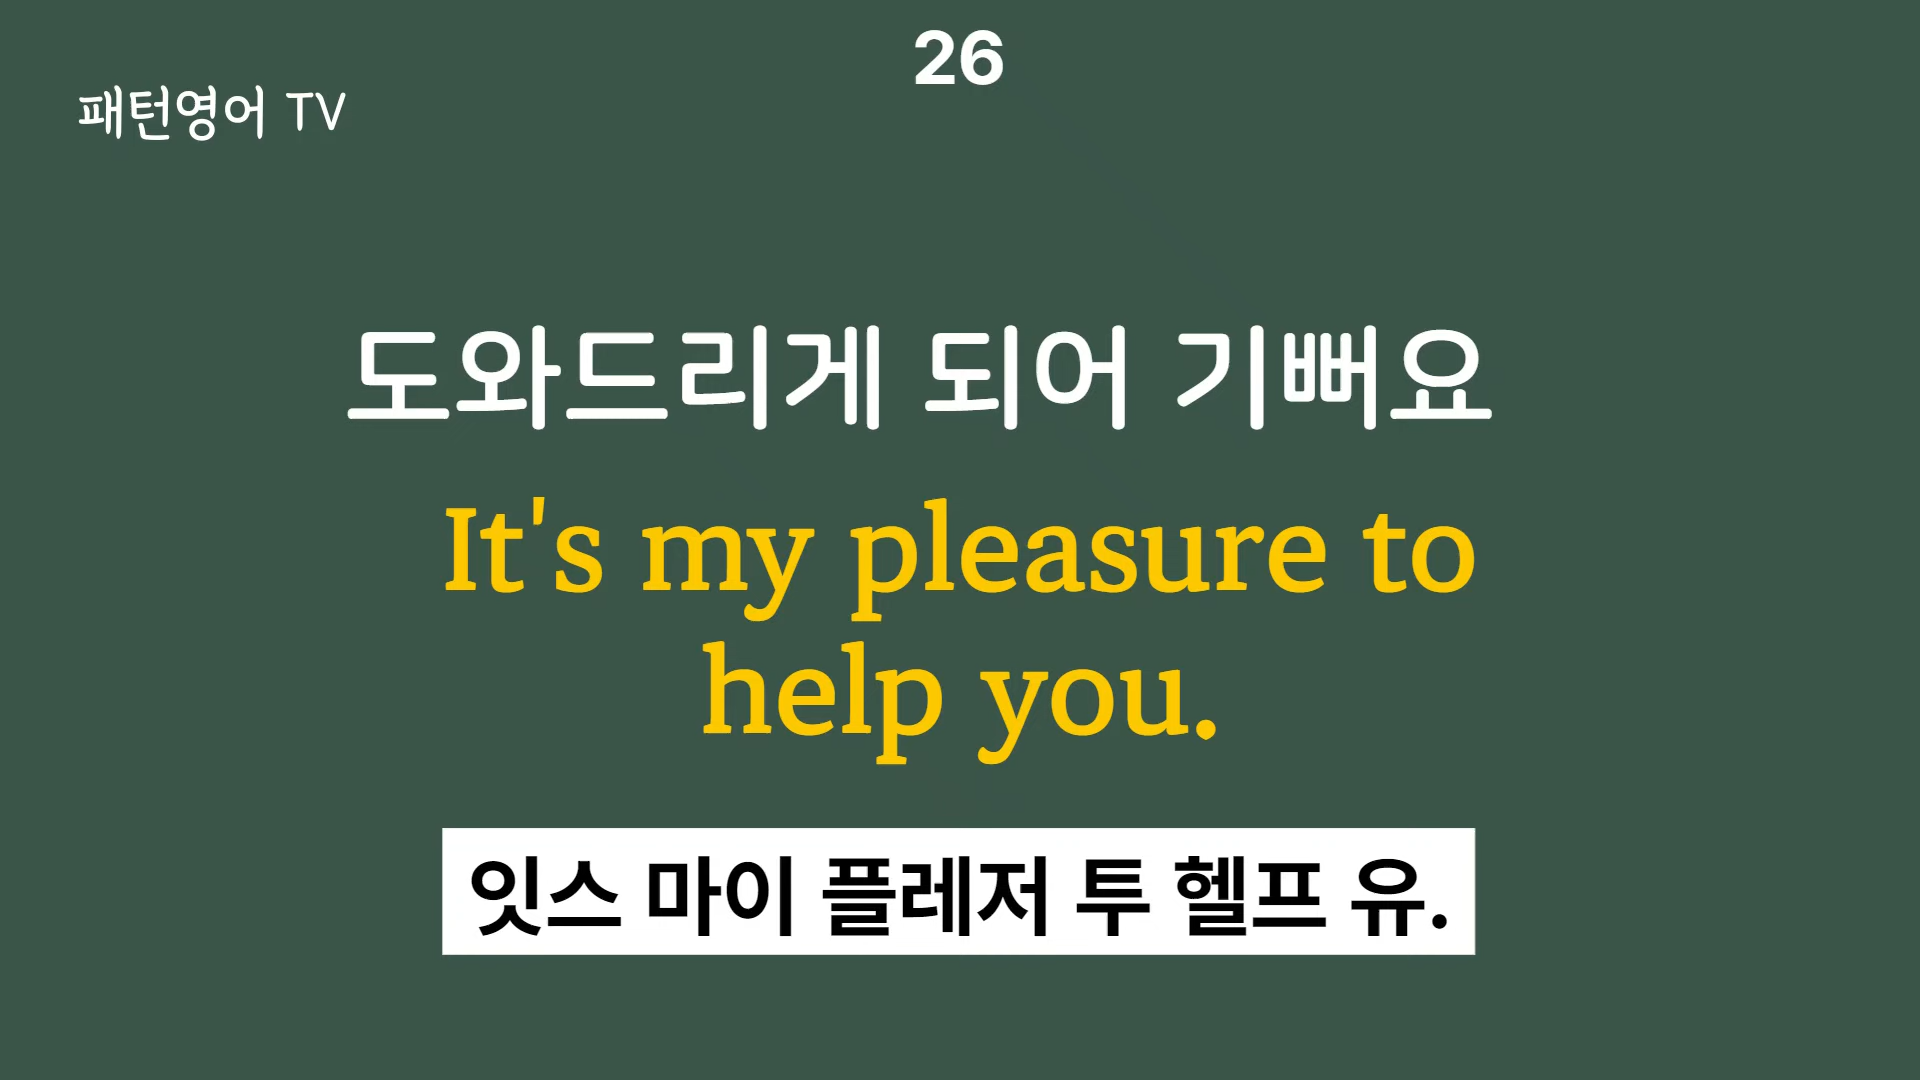 26
패턴영어 TV
도와드리게 되어 기뻐요
It's my pleasure to
help you.
잇스 마이 플레저 투 헬프 유.